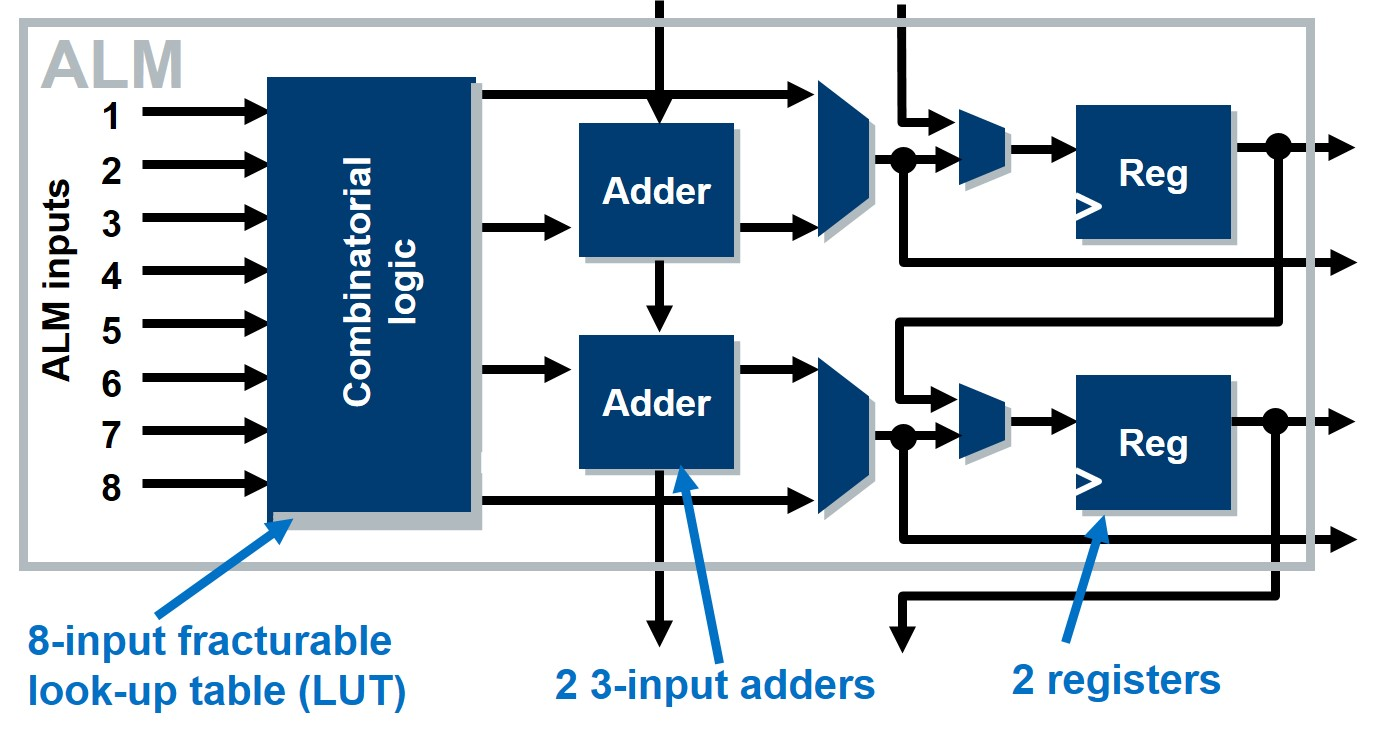 ALM
ALM inputs
1
2
3
4
5
6
7
8
Combinatorial
logic
Adder
Adder
Reg
Reg
8-input fracturable
look-up table (LUT)
2 3-input adders
2 registers